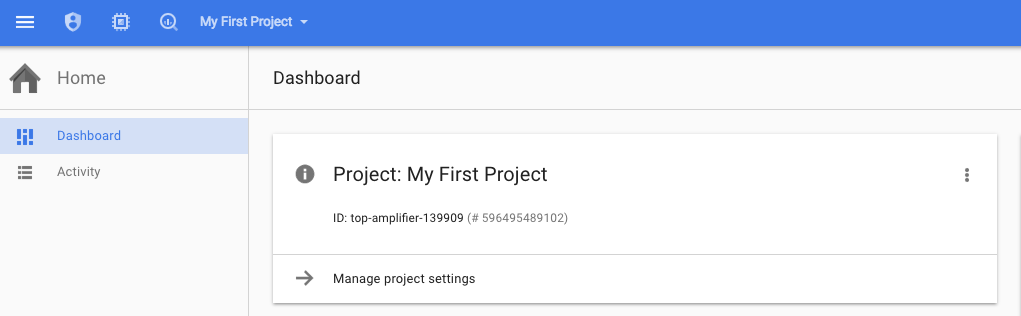 My First Project
Home
Dashboard
Dashboard
Activity
Project: My First Project
ID: top-amplifier-139909 (# 596495489102)
Manage project settings